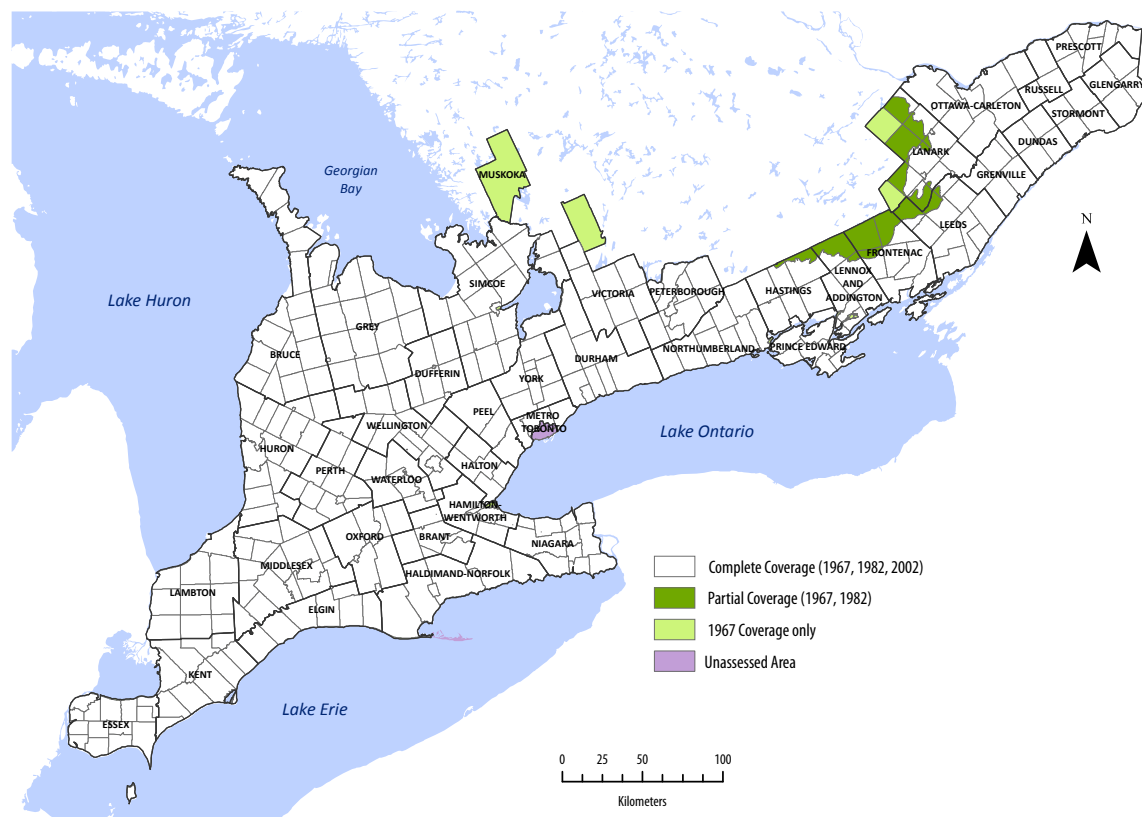 PRESCOTT
GLENGARRY
RUSSELL
OTTAWA-CARLETON
STORMONT
DUNDAS
LANARK
GRENVILLE
Georgian
Bay
MUSKOKA
N
LEEDS
FRONTENAC
LENNOX
AND
ADDINGTON
HASTINGS
SIMCOE
VICTORIA
PETERBOROUGH
Lake Huron
GREY
BRUCE
PRINCE EDWARD
NORTHUMBERLAND
DURHAM
DUFFERIN
YORK
PEEL
METRO
TORONTO
WELLINGTON
Lake Ontario
HURON
PERTH
HALTON
WATERLOO
HAMILTON-
WENTWORTH
OXFORD
BRANT
NIAGARA
MIDDLESEX
HALDIMAND-NORFOLK
LAMBTON
ELGIN
KENT
ESSEX
Lake Erie
Complete Coverage (1967, 1982, 2002)
Partial Coverage (1967, 1982)
1967 Coverage only
Unassessed Area
0 25 50 100
Kilometers